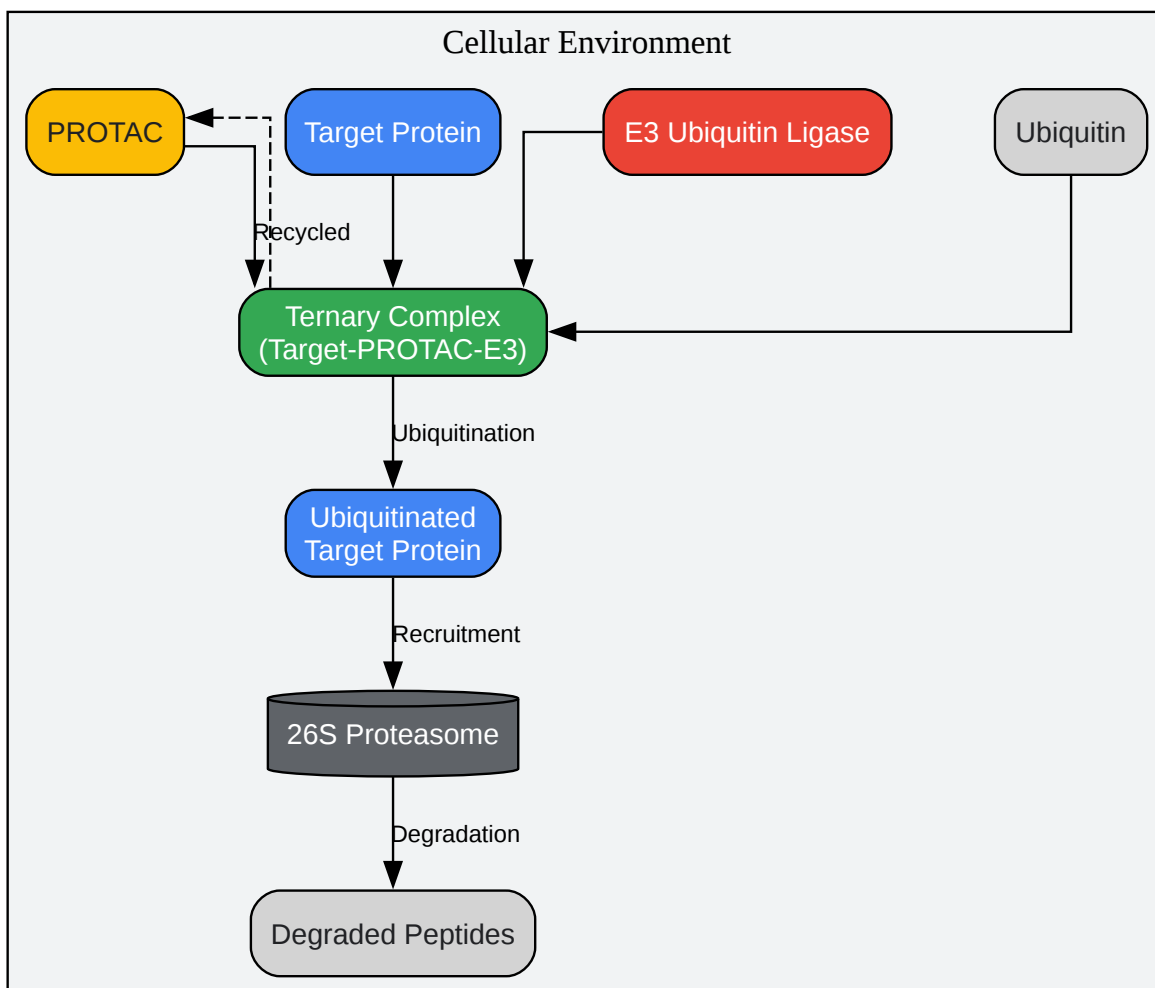 Cellular Environment
PROTAC
Target Protein
E3 Ubiquitin Ligase
Ubiquitin
Recycled
Ternary Complex
(Target-PROTAC-E3)
Ubiquitination
Ubiquitinated
Target Protein
Recruitment
26S Proteasome
Degradation
Degraded Peptides